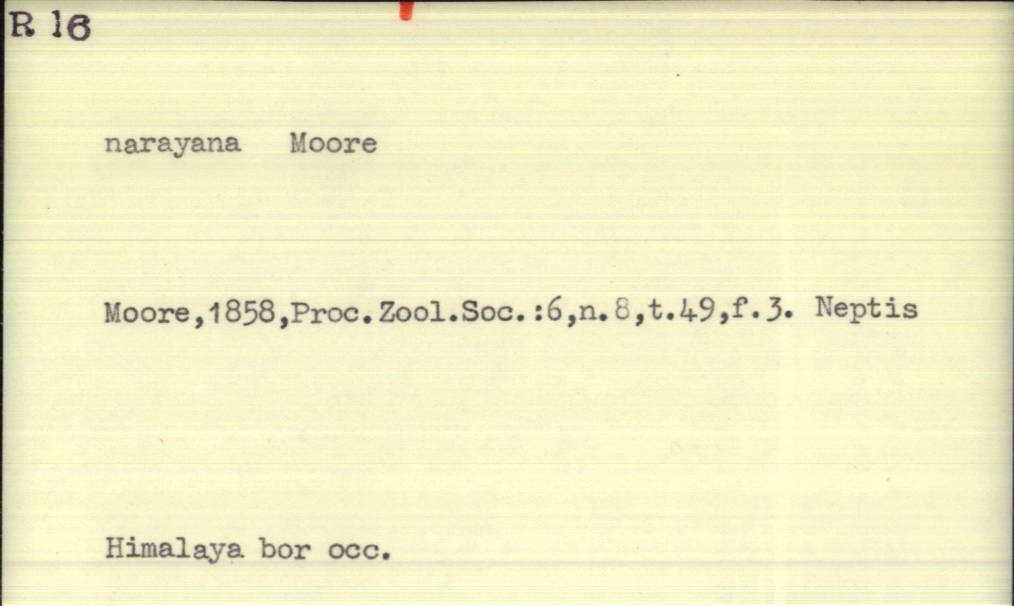 R 16
narayana Moore
Moore,1858,Proc.Zool.Soc.:6,n.8,t.49,f.3. Neptis
Himalaya bor occ.